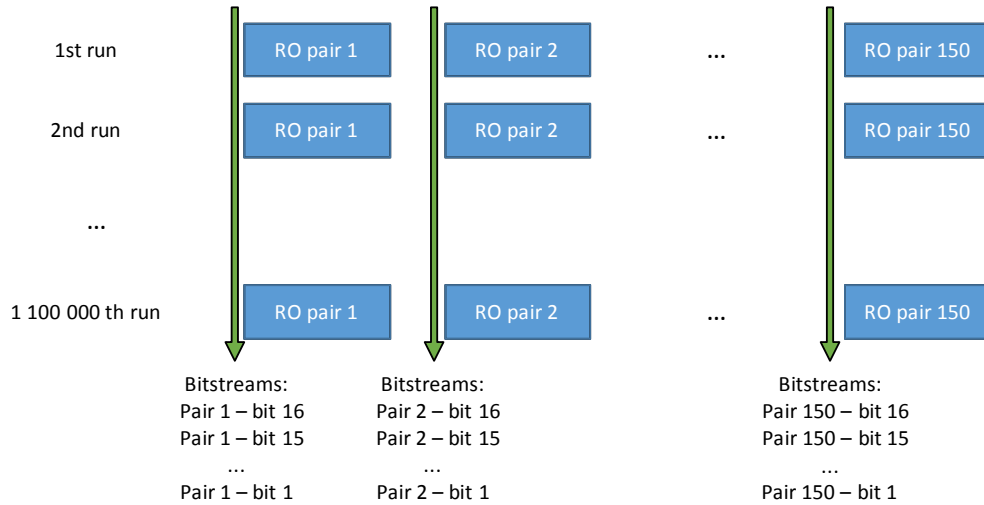 1st run RO pair 1 RO pair 2 ... RO pair 150
2nd run RO pair 1 RO pair 2 ... RO pair 150
...
1 100 000 th run RO pair 1 RO pair 2 ... RO pair 150
Bitstreams: Bitstreams: Bitstreams:
Pair 1 – bit 16 Pair 2 – bit 16 Pair 150 – bit 16
Pair 1 – bit 15 Pair 2 – bit 15 Pair 150 – bit 15
... ... ...
Pair 1 – bit 1 Pair 2 – bit 1 Pair 150 – bit 1